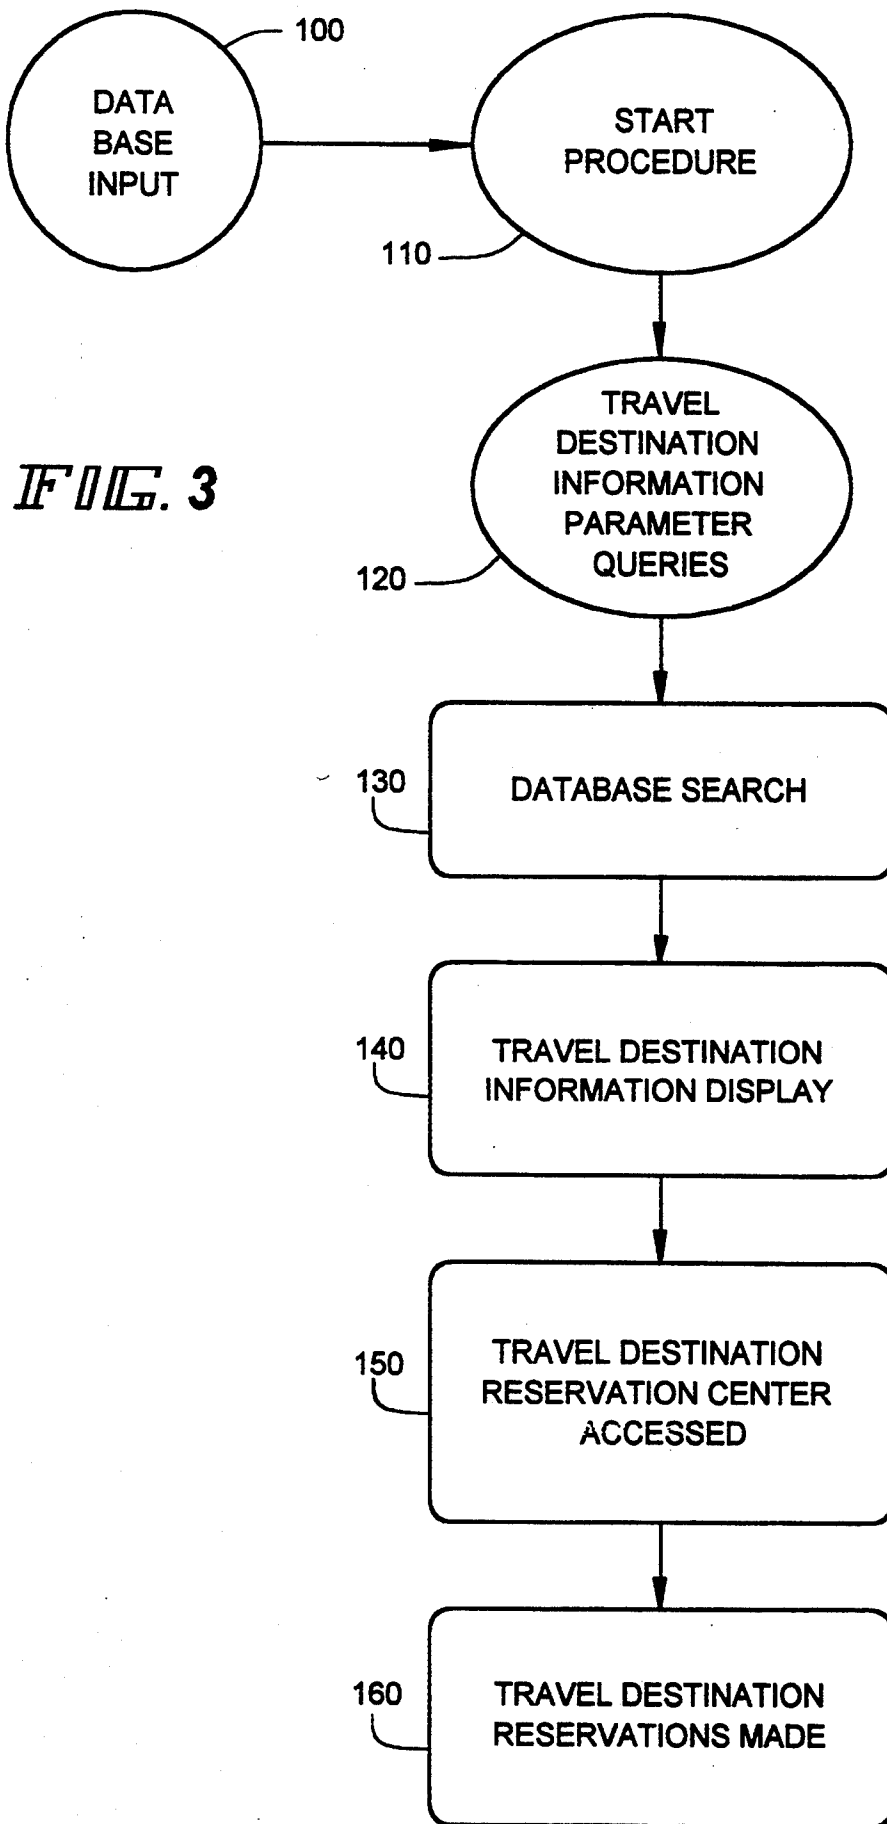 100
DATA
BASE
INPUT
START
PROCEDURE
110
TRAVEL
DESTINATION
INFORMATION
PARAMETER
QUERIES
FIG. 3
120
130
DATABASE SEARCH
140
TRAVEL DESTINATION
INFORMATION DISPLAY
150
TRAVEL DESTINATION
RESERVATION CENTER
ACCESSED
160
TRAVEL DESTINATION
RESERVATIONS MADE